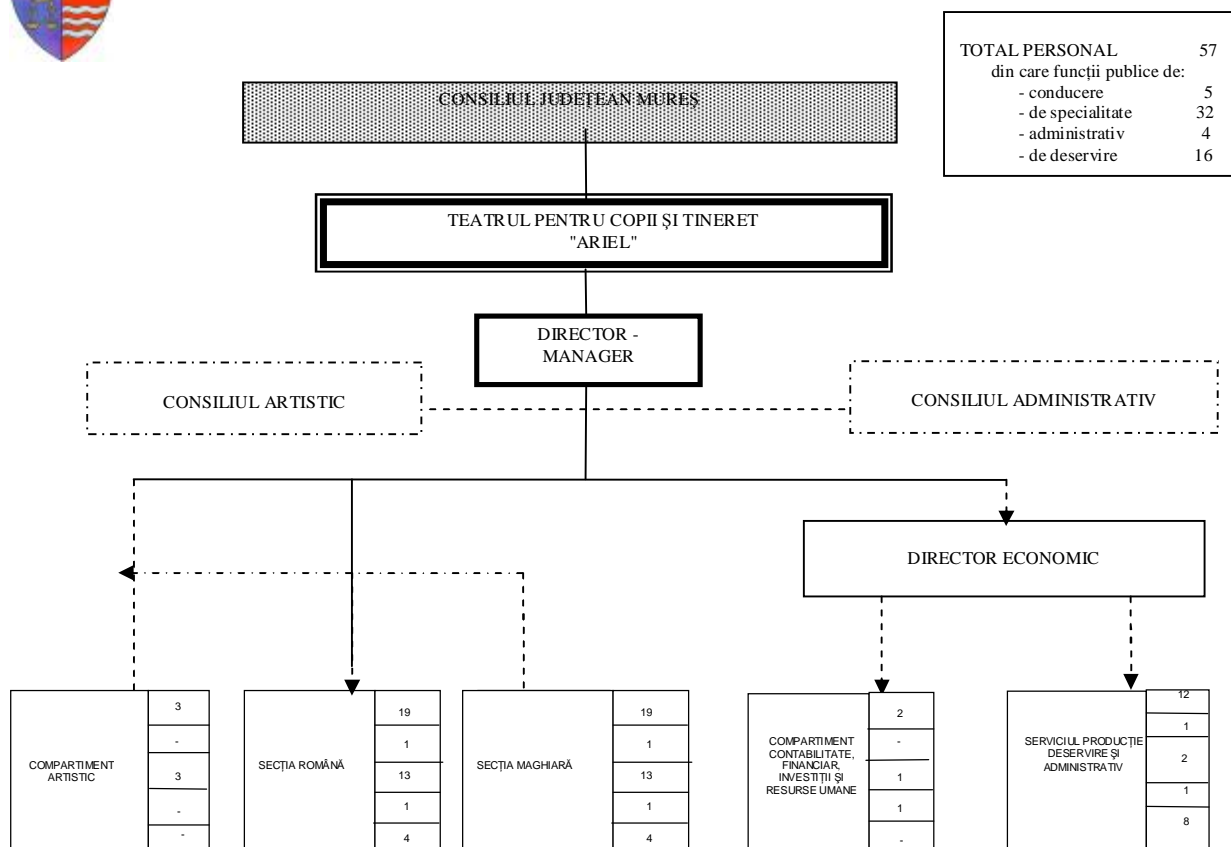 TOTAL PERSONAL 57
din care funcții publice de:
- conducere 5
- de specialitate 32
- administrativ 4
- de deservire 16
CONSILIUL JUDEȚEAN MUREȘ
TEATRUL PENTRU COPII ȘI TINERET
"ARIEL"
DIRECTOR -
MANAGER
CONSILIUL ARTISTIC
CONSILIUL ADMINISTRATIV
DIRECTOR ECONOMIC
COMPARTIMENT
ARTISTIC
3
-
3
-
-
SECȚIA ROMÂNĂ
19
1
13
1
4
SECȚIA MAGHIARĂ
19
1
13
1
4
COMPARTIMENT
CONTABILITATE,
FINANCIAR,
INVESTIȚII ȘI
RESURSE UMANE
2
-
1
1
-
SERVICIUL PRODUCȚIE
DESERVIRE ȘI
ADMINISTRATIV
12
1
2
1
8